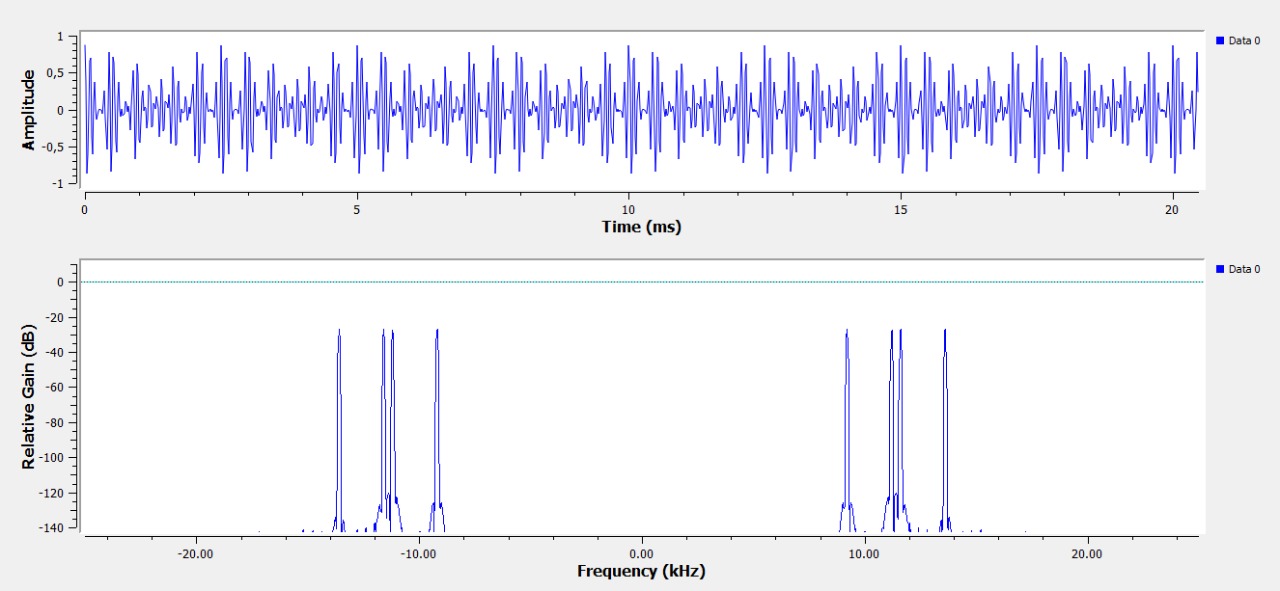 1
0,5
0
-0,5
-1
Amplitude
Data 0
0 5 10 15 20
Time (ms)
0
-20
-40
-60
-80
-100
-120
-140
Relative Gain (dB)
Data 0
-20.00 -10.00 0.00 10.00 20.00
Frequency (kHz)